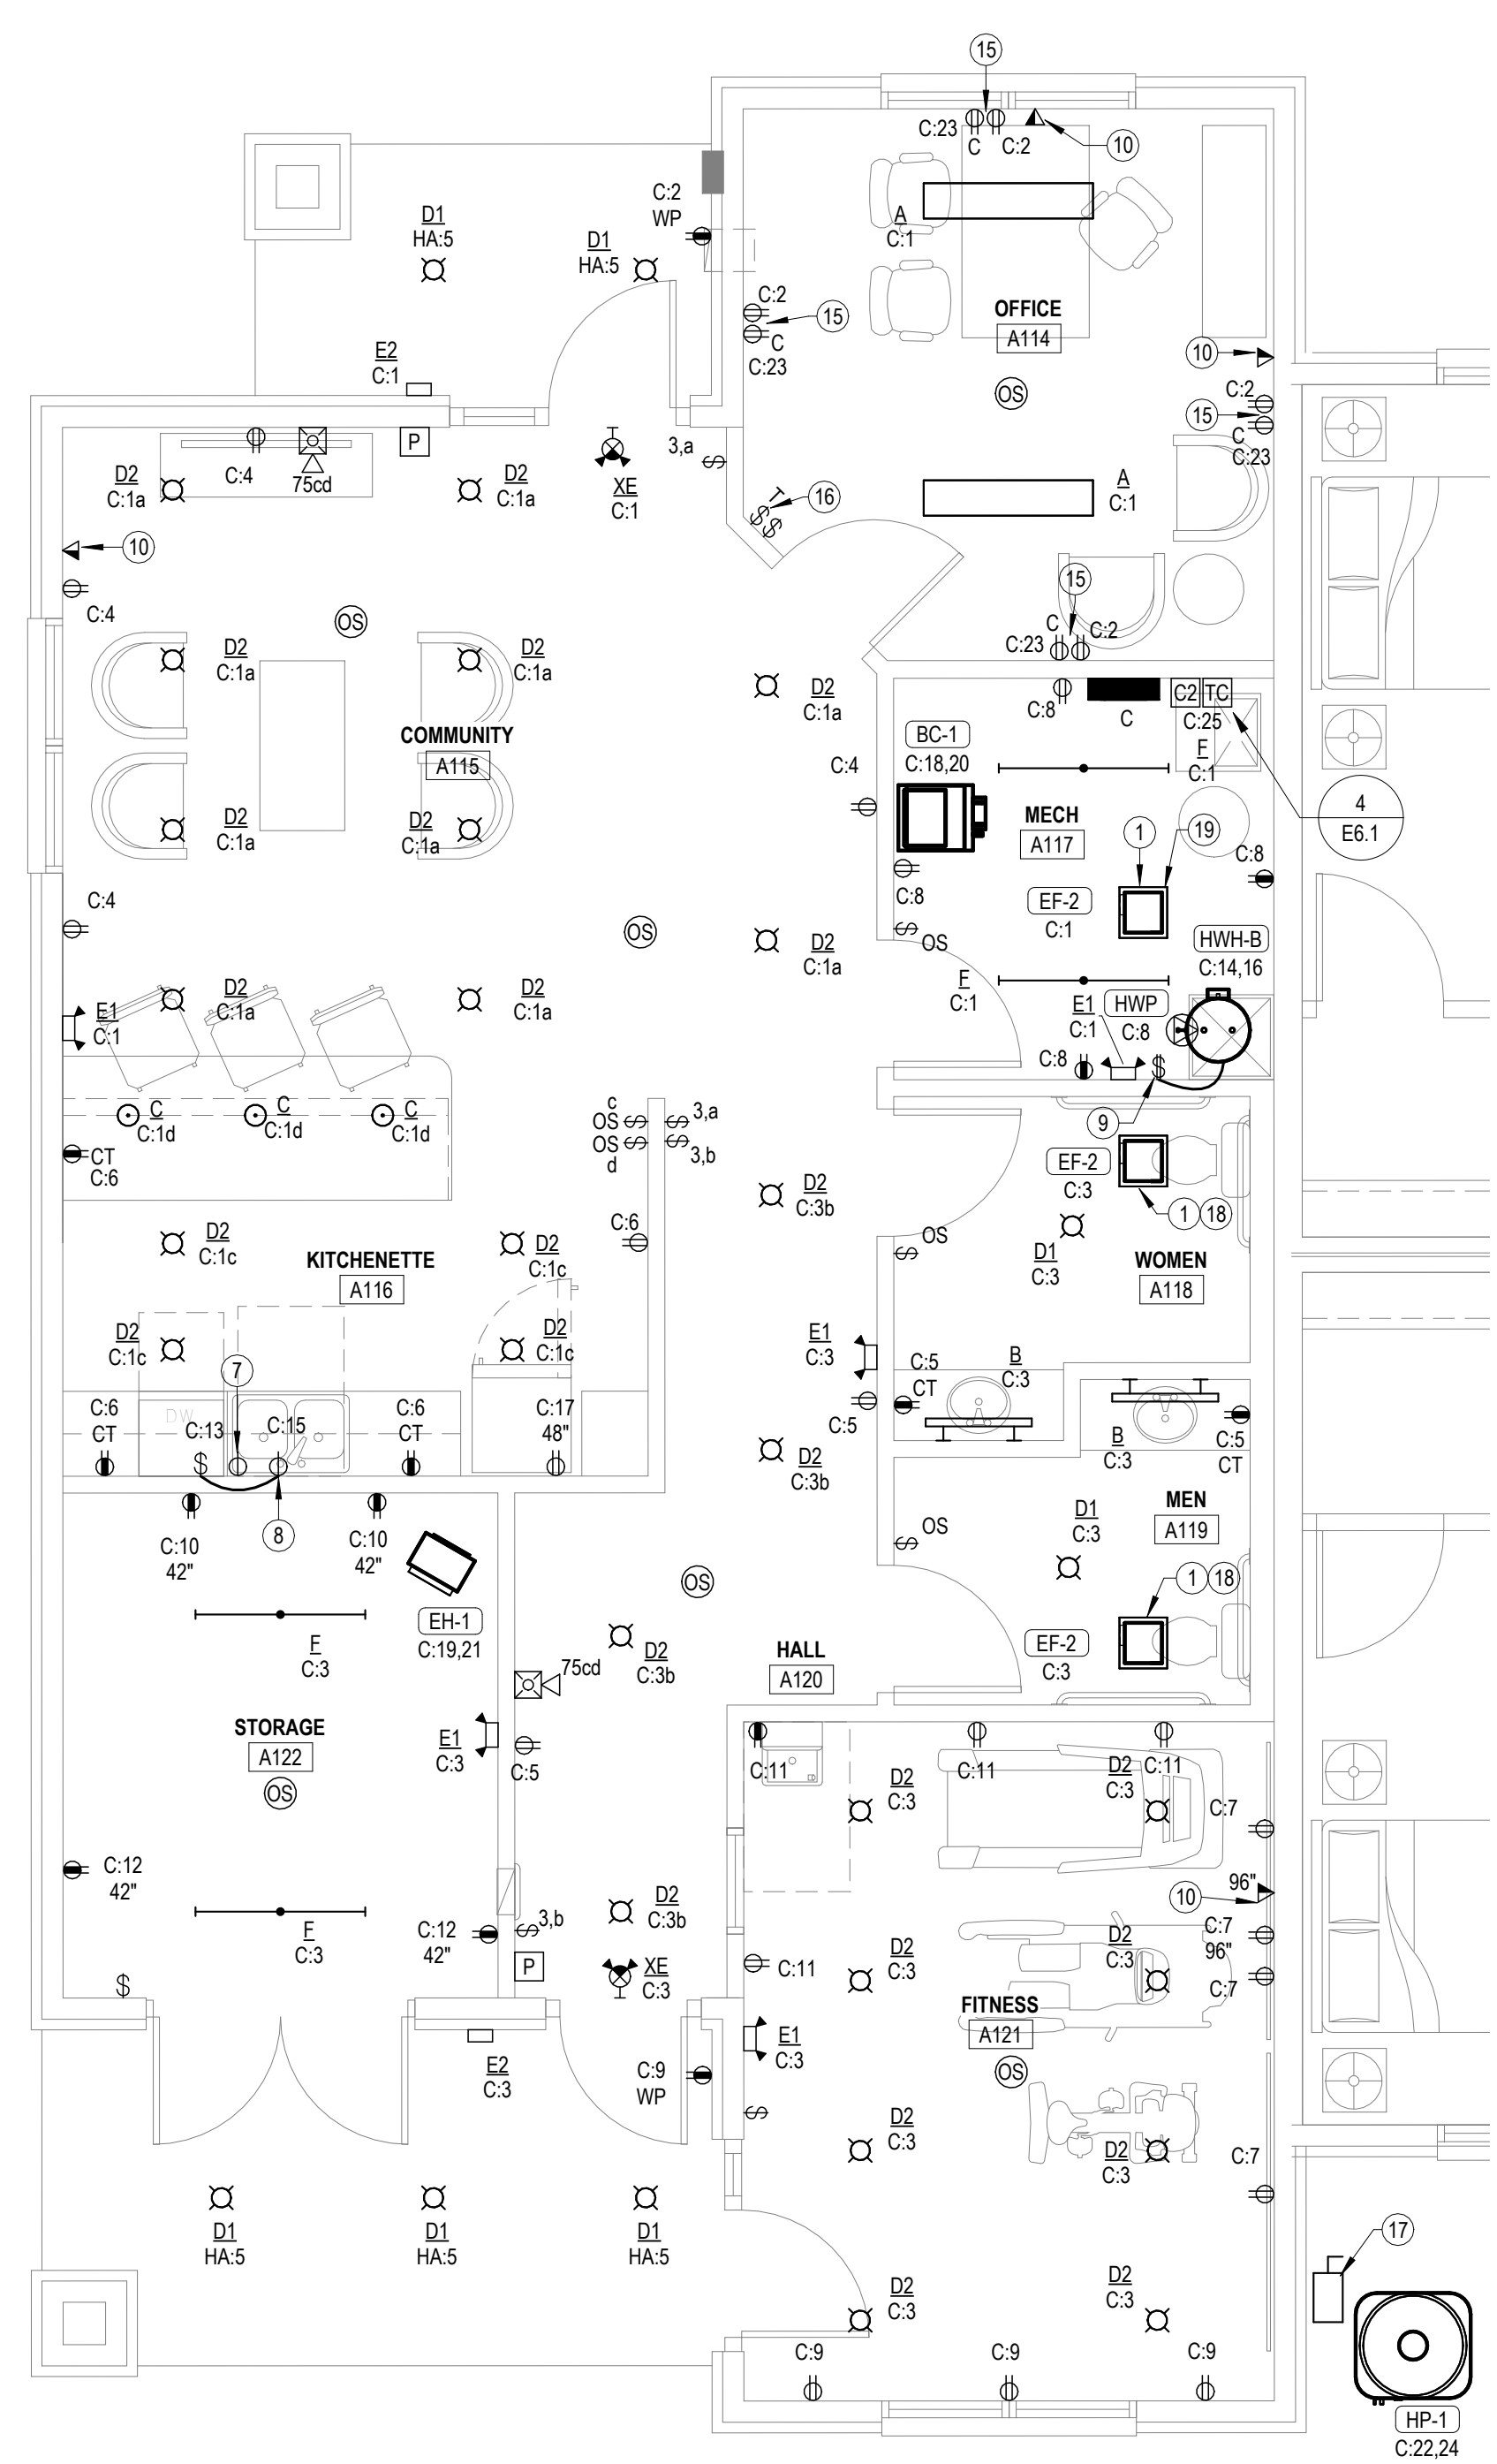 15
C:23
C
C:2
10
D1
HA:5
D1
HA:5
C:2
WP
A
C:1
C:2
15
C
C:23
OFFICE
A114
10
C:2
15
C
C:23
OS
E2
C:1
P
3,a
C:4
75cd
D2
C:1a
D2
C:1a
XE
C:1
T
$$
16
A
C:1
10
C:4
OS
15
C
C:23
C:2
D2
C:1a
D2
C:1a
D2
C:1a
COMMUNITY
A115
C:8
C
C2
TC
C:25
BC-1
C:18,20
F
C:1
C:4
MECH
A117
4
E6.1
D2
C:1a
D2
C:1a
1
19
C:8
C:8
EF-2
C:1
C:4
OS
D2
C:1a
$
OS
HWH-B
C:14,16
F
C:1
E1
C:1
HWP
C:8
D2
C:1a
D2
C:1a
E1
C:1
C:8
$
9
C
C:1d
C
C:1d
C
C:1d
c
OS
$
$
3,a
OS
$
$
3,b
d
CT
C:6
EF-2
C:3
1
18
D2
C:3b
D1
C:3
WOMEN
A118
$
OS
C:6
D2
C:1c
D2
C:1c
KITCHENETTE
A116
D2
C:1c
D2
C:1c
7
E1
C:3
C:5
CT
B
C:3
C:5
C:6
CT
DW
C:13
C:15
C:6
CT
C:17
48"
$
8
B
C:3
C:5
CT
D2
C:3b
MEN
A119
D1
C:3
$
OS
C:10
42"
C:10
42"
EH-1
C:19,21
OS
1
18
EF-2
C:3
F
C:3
D2
C:3b
HALL
A120
75cd
STORAGE
A122
OS
E1
C:3
C:5
C:11
C:11
C:11
D2
C:3
D2
C:3
C:7
C:12
42"
10
96"
F
C:3
C:12
42"
$
3,b
P
D2
C:3b
XE
C:3
C:11
D2
C:3
D2
C:3
C:7
96"
C:7
FITNESS
A121
OS
$
E2
C:3
C:9
WP
E1
C:3
$
D2
C:3
D2
C:3
C:7
D1
HA:5
D1
HA:5
D1
HA:5
17
D2
C:3
D2
C:3
C:9
C:9
C:9
HP-1
C:22,24